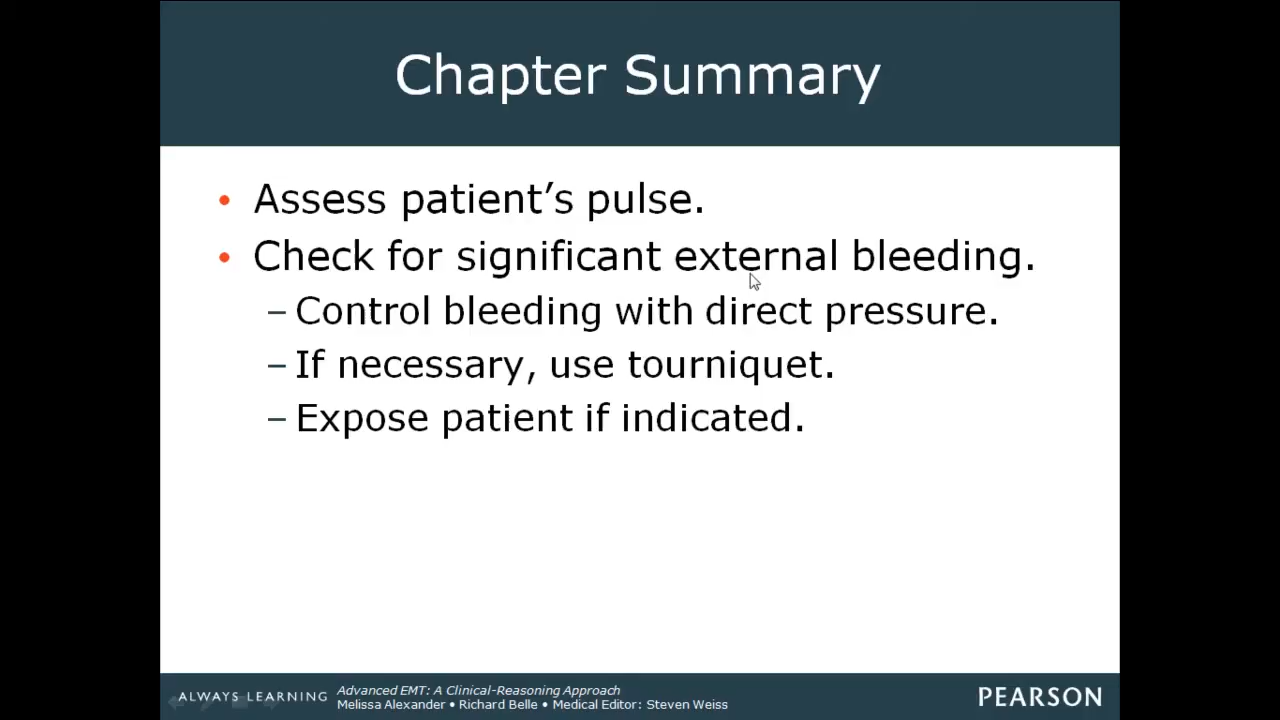 Chapter Summary
• Assess patient’s pulse.
• Check for significant external bleeding.
– Control bleeding with direct pressure.
– If necessary, use tourniquet.
– Expose patient if indicated.
ALWAYS LEARNING
Advanced EMT: A Clinical-Reasoning Approach
Melissa Alexander • Richard Belle • Medical Editor: Steven Weiss
PEARSON